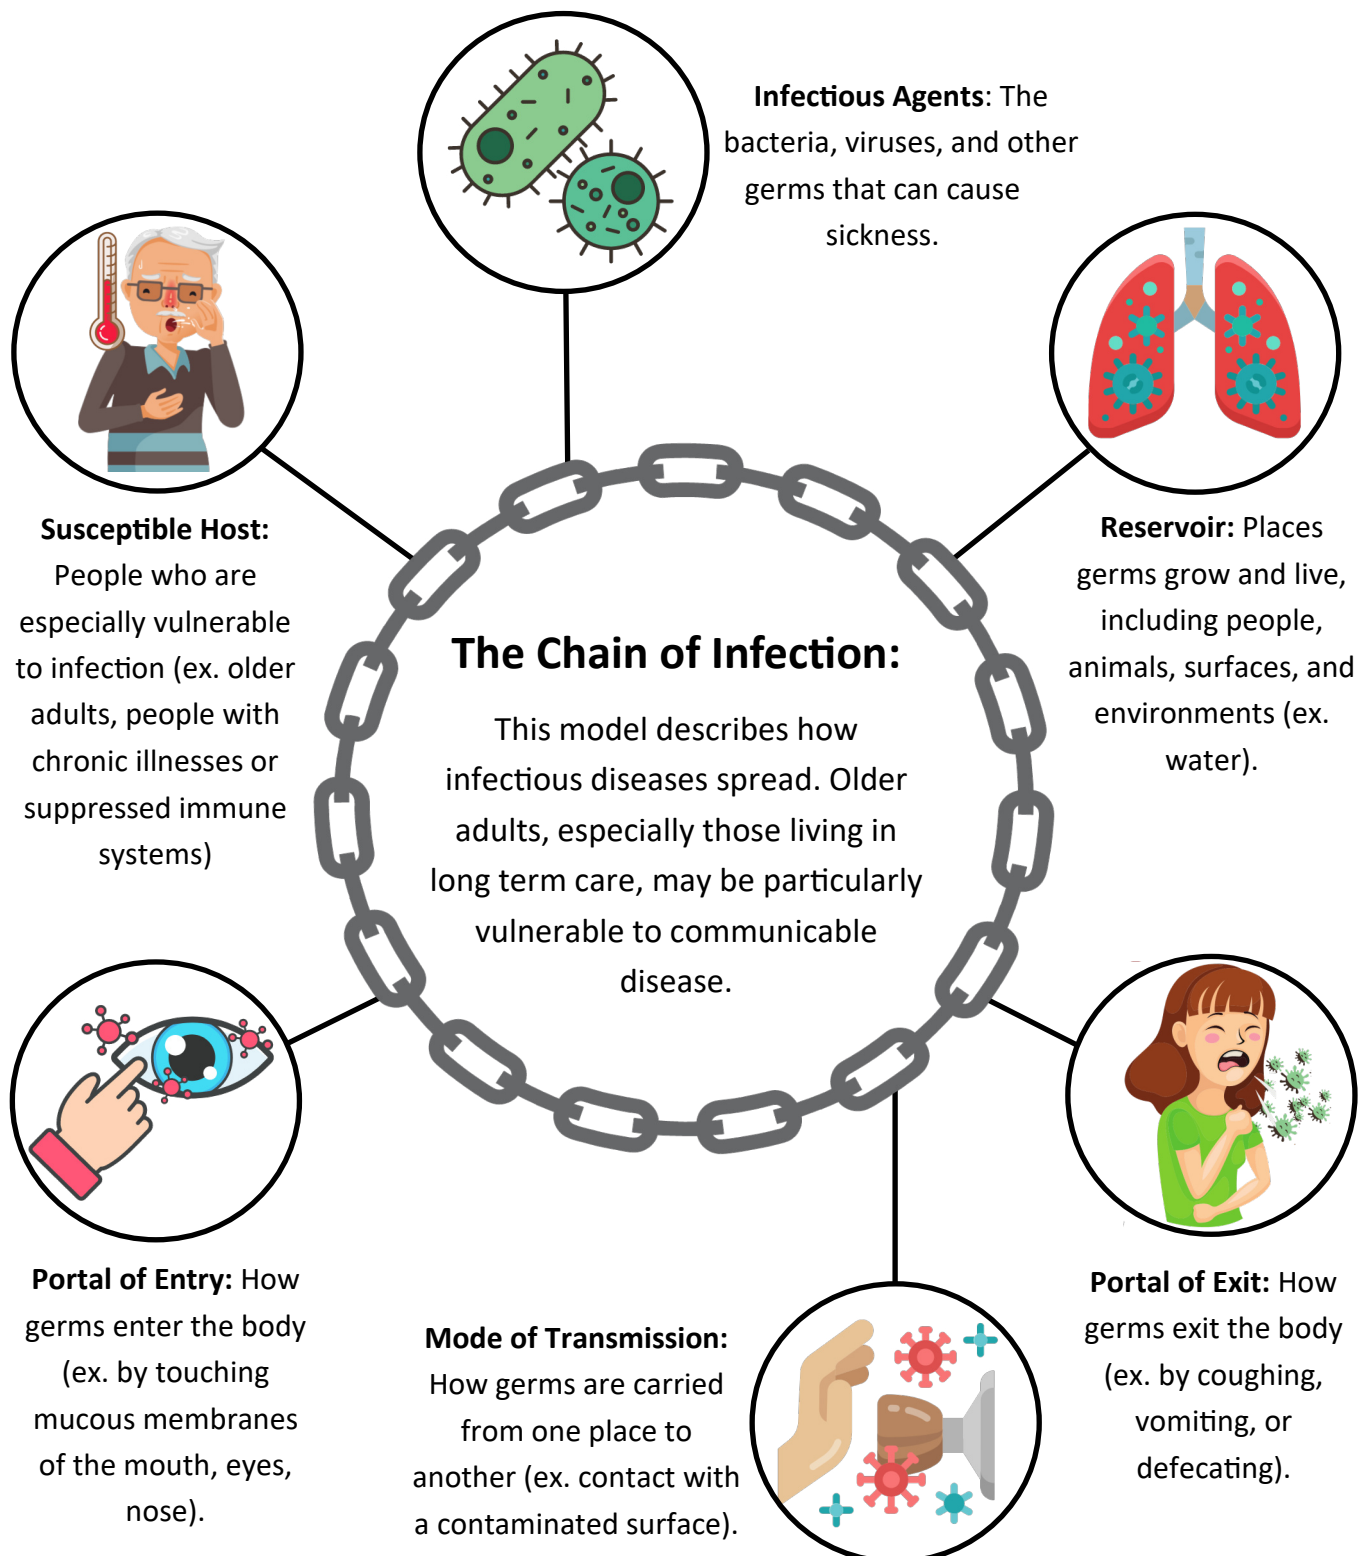 Infectious Agents: The
bacteria, viruses, and other
germs that can cause
sickness.
Reservoir: Places
germs grow and live,
including people,
animals, surfaces, and
environments (ex.
water).
Susceptible Host:
People who are
especially vulnerable
to infection (ex. older
adults, people with
chronic illnesses or
suppressed immune
systems)
The Chain of Infection:
This model describes how
infectious diseases spread. Older
adults, especially those living in
long term care, may be particularly
vulnerable to communicable
disease.
Portal of Entry: How
germs enter the body
(ex. by touching
mucous membranes
of the mouth, eyes,
nose).
Mode of Transmission:
How germs are carried
from one place to
another (ex. contact with
a contaminated surface).
Portal of Exit: How
germs exit the body
(ex. by coughing,
vomiting, or
defecating).